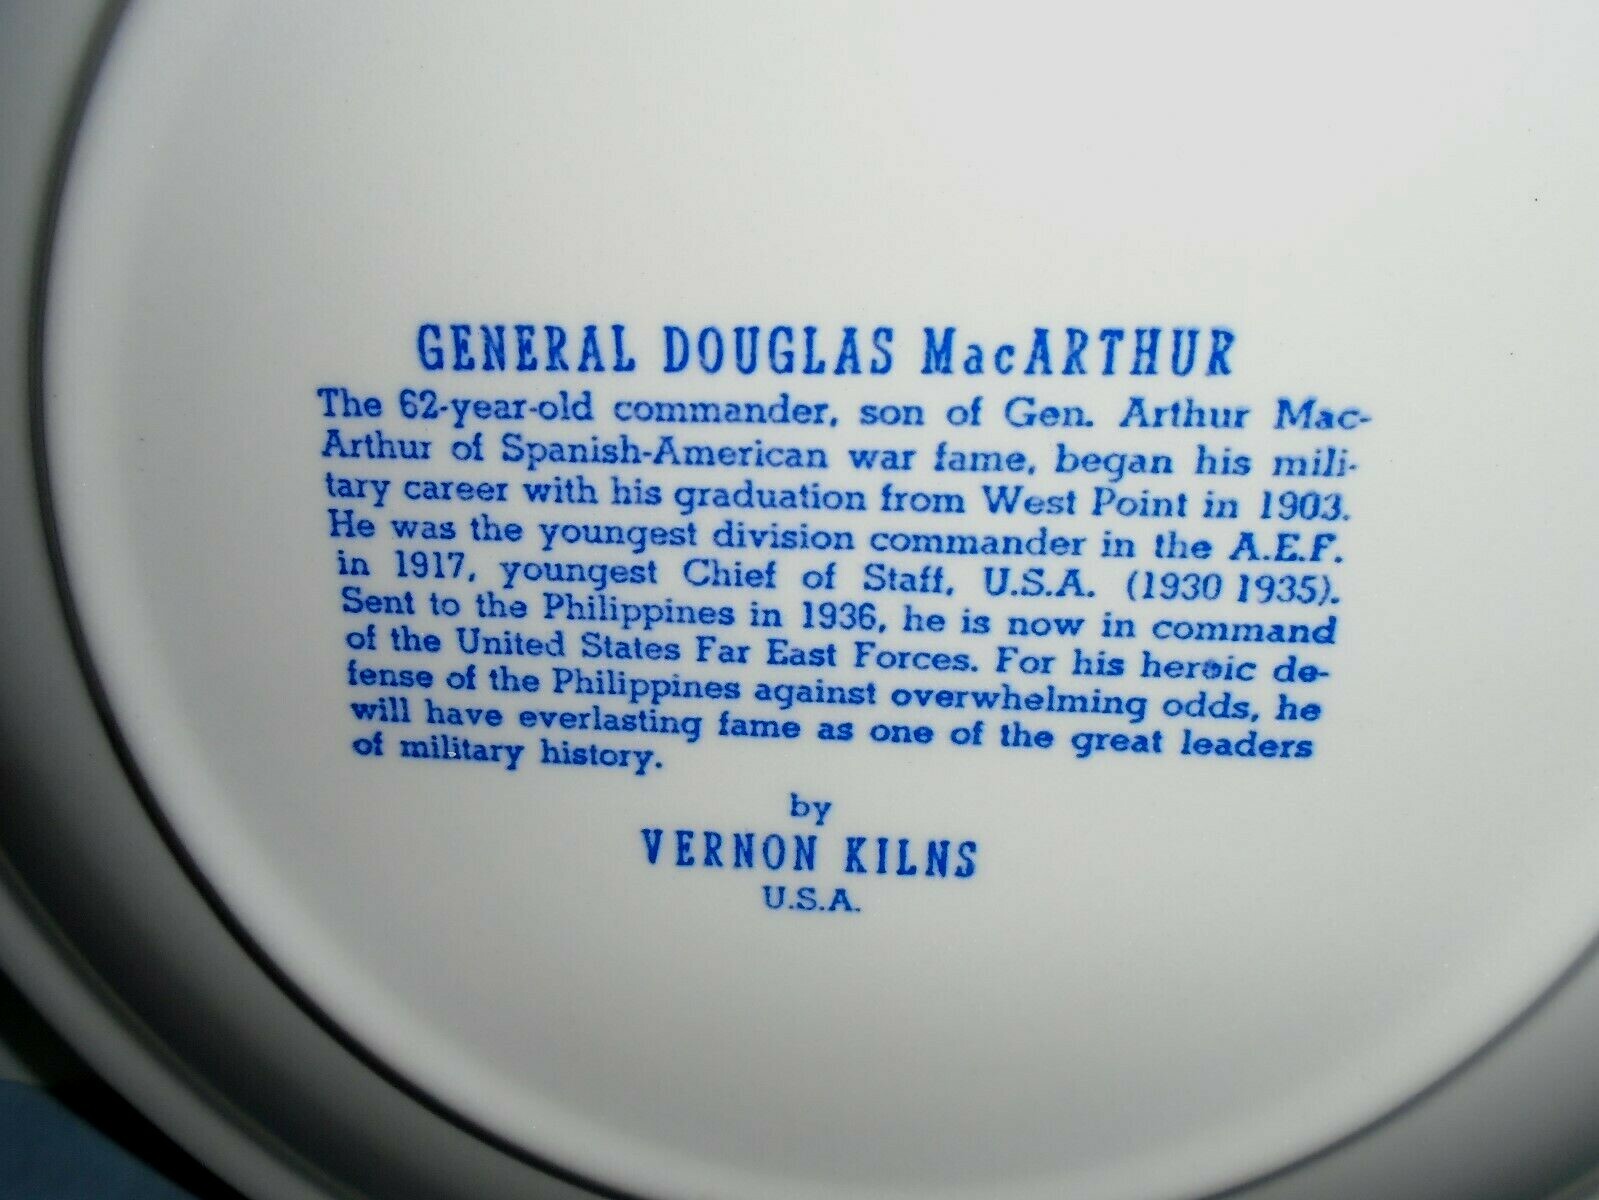 GENERAL DOUGLAS MacARTHUR
The 62-year-old commander, son of Gen. Arthur Mac-
Arthur of Spanish-American war fame, began his mili-
tary career with his graduation from West Point in 1903.
He was the youngest division commander in the A.E.F.
in 1917, youngest Chief of Staff, U.S.A. (1930 1935).
Sent to the Philippines in 1936, he is now in command
of the United States Far East Forces. For his heroic de-
fense of the Philippines against overwhelming odds, he
will have everlasting fame as one of the great leaders
of military history.
by
VERNON KILNS
U.S.A.